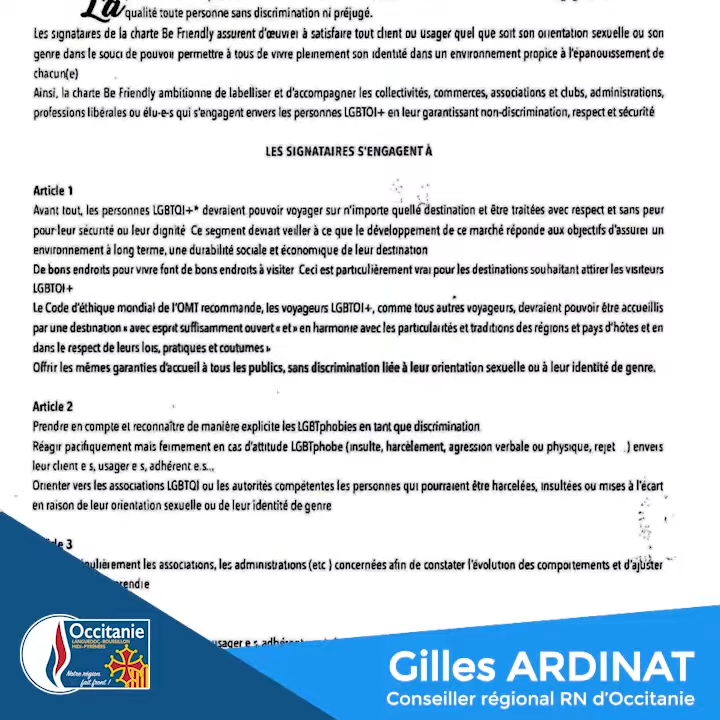 La qualité toute personne sans discrimination ni préjugé.
Les signataires de la charte Be Friendly assurent d'œuvrer à satisfaire tout client ou usager quel que soit son orientation sexuelle ou son
genre dans le souci de pouvoir permettre à tous de vivre pleinement son identité dans un environnement propice à l'épanouissement de
chacun(e)
Ainsi, la charte Be Friendly ambitionne de labelliser et d'accompagner les collectivités, commerces, associations et clubs, administrations,
professions libérales ou élu-e-s qui s'engagent envers les personnes LGBTQI+ en leur garantissant non-discrimination, respect et sécurité
LES SIGNATAIRES S'ENGAGENT À
Article 1
Avant tout, les personnes LGBTQI+* devraient pouvoir voyager sur n'importe quelle destination et être traitées avec respect et sans peur
pour leur sécurité ou leur dignité Ce segment devrait veiller à ce que le développement de ce marché réponde aux objectifs d'assurer un
environnement à long terme, une durabilité sociale et économique de leur destination
De bons endroits pour vivre font de bons endroits à visiter Ceci est particulièrement vrai pour les destinations souhaitant attirer les visiteurs
LGBTQI+
Le Code d'éthique mondial de l'OMT recommande, les voyageurs LGBTQI+, comme tous autres voyageurs, devraient pouvoir être accueillis
par une destination « avec esprit suffisamment ouvert « et » en harmonie avec les particularités et traditions des régions et pays d'hôtes et en
dans le respect de leurs lois, pratiques et coutumes »
Offrir les mêmes garanties d'accueil à tous les publics, sans discrimination liée à leur orientation sexuelle ou à leur identité de genre.
Article 2
Prendre en compte et reconnaître de manière explicite les LGBTphobies en tant que discrimination
Réagir pacifiquement mais fermement en cas d'attitude LGBTphobe (insulte, harcèlement, agression verbale ou physique, rejet ..) envers
leur client e s, usager e s, adhérent e.s...
Orienter vers les associations LGBTQI ou les autorités compétentes les personnes qui pourraient être harcelées, insultées ou mises à l'écart
en raison de leur orientation sexuelle ou de leur identité de genre
cle 3
ulièrement les associations, les administrations (etc ) concernées afin de constater l'évolution des comportements et d'ajuster
prendre
usager e s, adhérent
Occitanie
LANGUEDOC-ROUSSILLON
MIDI-PYRÉNÉES
Notre région
fait front !
Gilles ARDINAT
Conseiller régional RN d'Occitanie